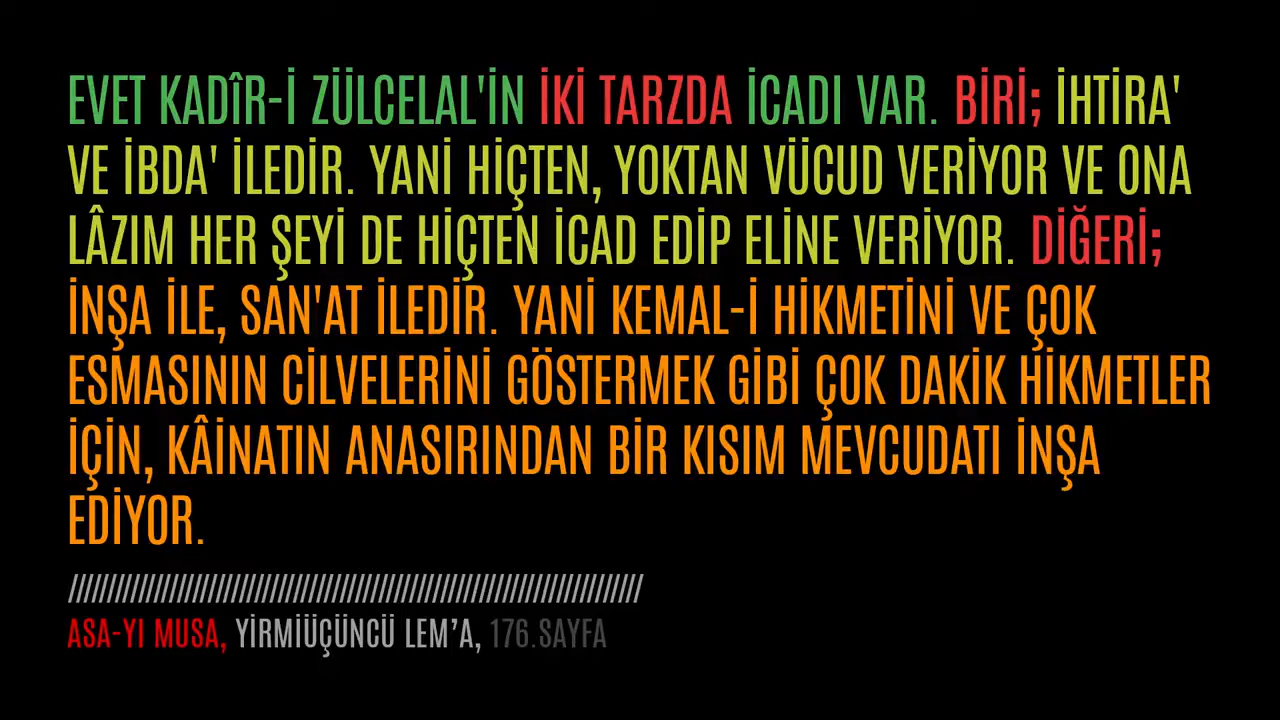 EVET KADÎR-İ ZÜLCELAL'İN İKİ TARZDA İCADI VAR. BİRİ; İHTİRA'
VE İBDA' İLEDİR. YANİ HİÇTEN, YOKTAN VÜCUD VERİYOR VE ONA
LÂZIM HER ŞEYİ DE HİÇTEN İCAD EDİP ELİNE VERİYOR. DİĞERİ;
İNŞA İLE, SAN'AT İLEDİR. YANİ KEMAL-İ HİKMETİNİ VE ÇOK
ESMASININ CİLVELERİNİ GÖSTERMEK GİBİ ÇOK DAKİK HİKMETLER
İÇİN, KÂİNATIN ANASIRINDAN BİR KISIM MEVCUDATI İNŞA
EDİYOR.
ASA-YI MUSA, YİRMİÜÇÜNCÜ LEM’A, 176.SAYFA